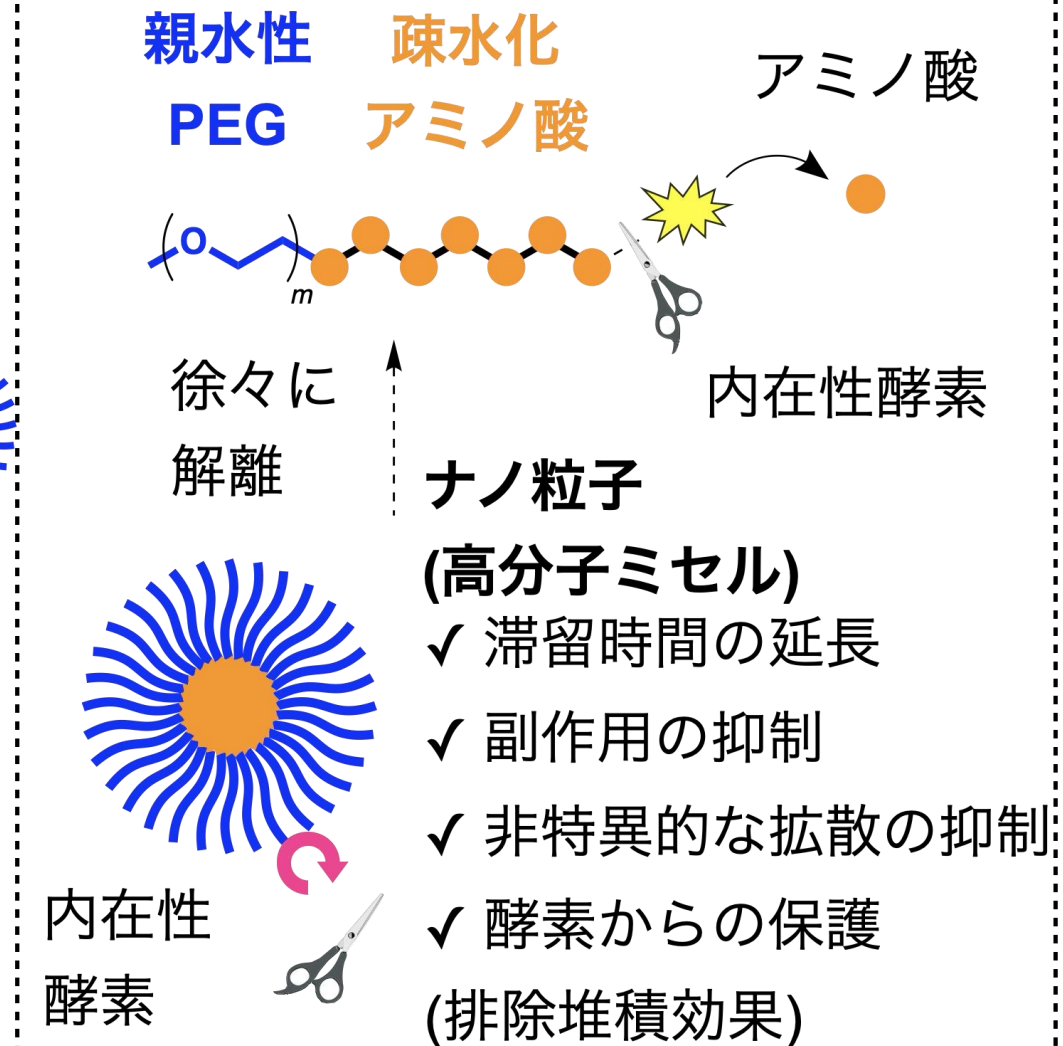 親水性 疎水化
PEG アミノ酸
アミノ酸
O
m
徐々に
解離
内在性酵素
ナノ粒子
(高分子ミセル)
✓ 滞留時間の延長
✓ 副作用の抑制
✓ 非特異的な拡散の抑制
✓ 酵素からの保護
(排除堆積効果)
内在性
酵素